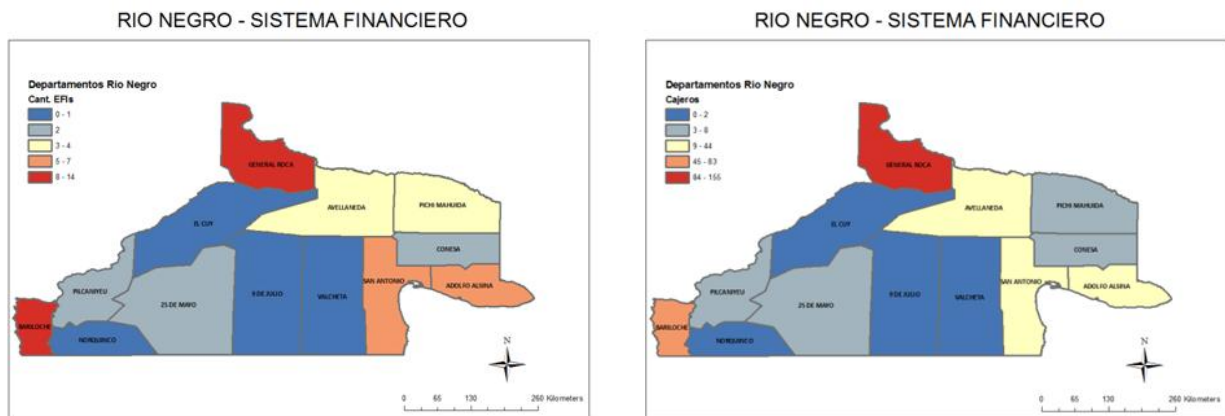 RIO NEGRO - SISTEMA FINANCIERO
Departamentos Rio Negro
Cant. EFIs
0 - 1
2
3 - 4
5 - 7
8 - 14
GENERAL ROCA
AVELLANEDA
PICHI MAHUIDA
EL CUY
CONESA
PILCANIYEU
25 DE MAYO
9 DE JULIO
VALCHETA
SAN ANTONIO
ADOLFO ALSINA
BARILOCHE
NORQUINCO
N
0 65 130 260 Kilometers
RIO NEGRO - SISTEMA FINANCIERO
Departamentos Rio Negro
Cajeros
0 - 2
3 - 8
9 - 44
45 - 83
84 - 155
GENERAL ROCA
AVELLANEDA
PICHI MAHUIDA
EL CUY
CONESA
PILCANIYEU
25 DE MAYO
9 DE JULIO
VALCHETA
SAN ANTONIO
ADOLFO ALSINA
BARILOCHE
NORQUINCO
N
0 65 130 260 Kilometers